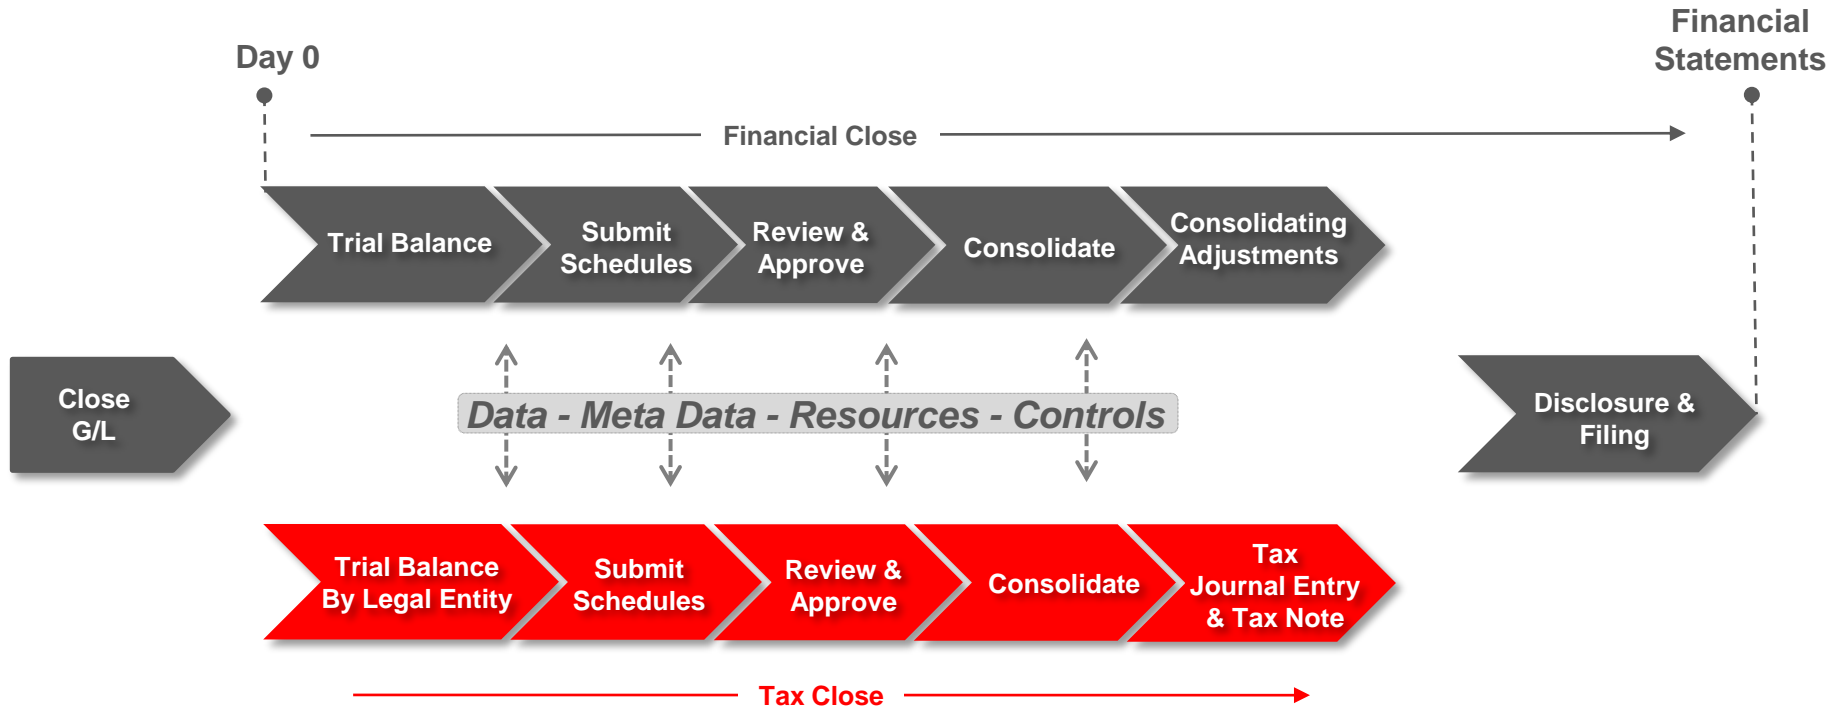 Day 0
Financial
Statements
Financial Close
Trial Balance
Submit
Schedules
Review &
Approve
Consolidate
Consolidating
Adjustments
Close
G/L
Data - Meta Data - Resources - Controls
Disclosure &
Filing
Trial Balance
By Legal Entity
Submit
Schedules
Review &
Approve
Consolidate
Tax
Journal Entry
& Tax Note
Tax Close